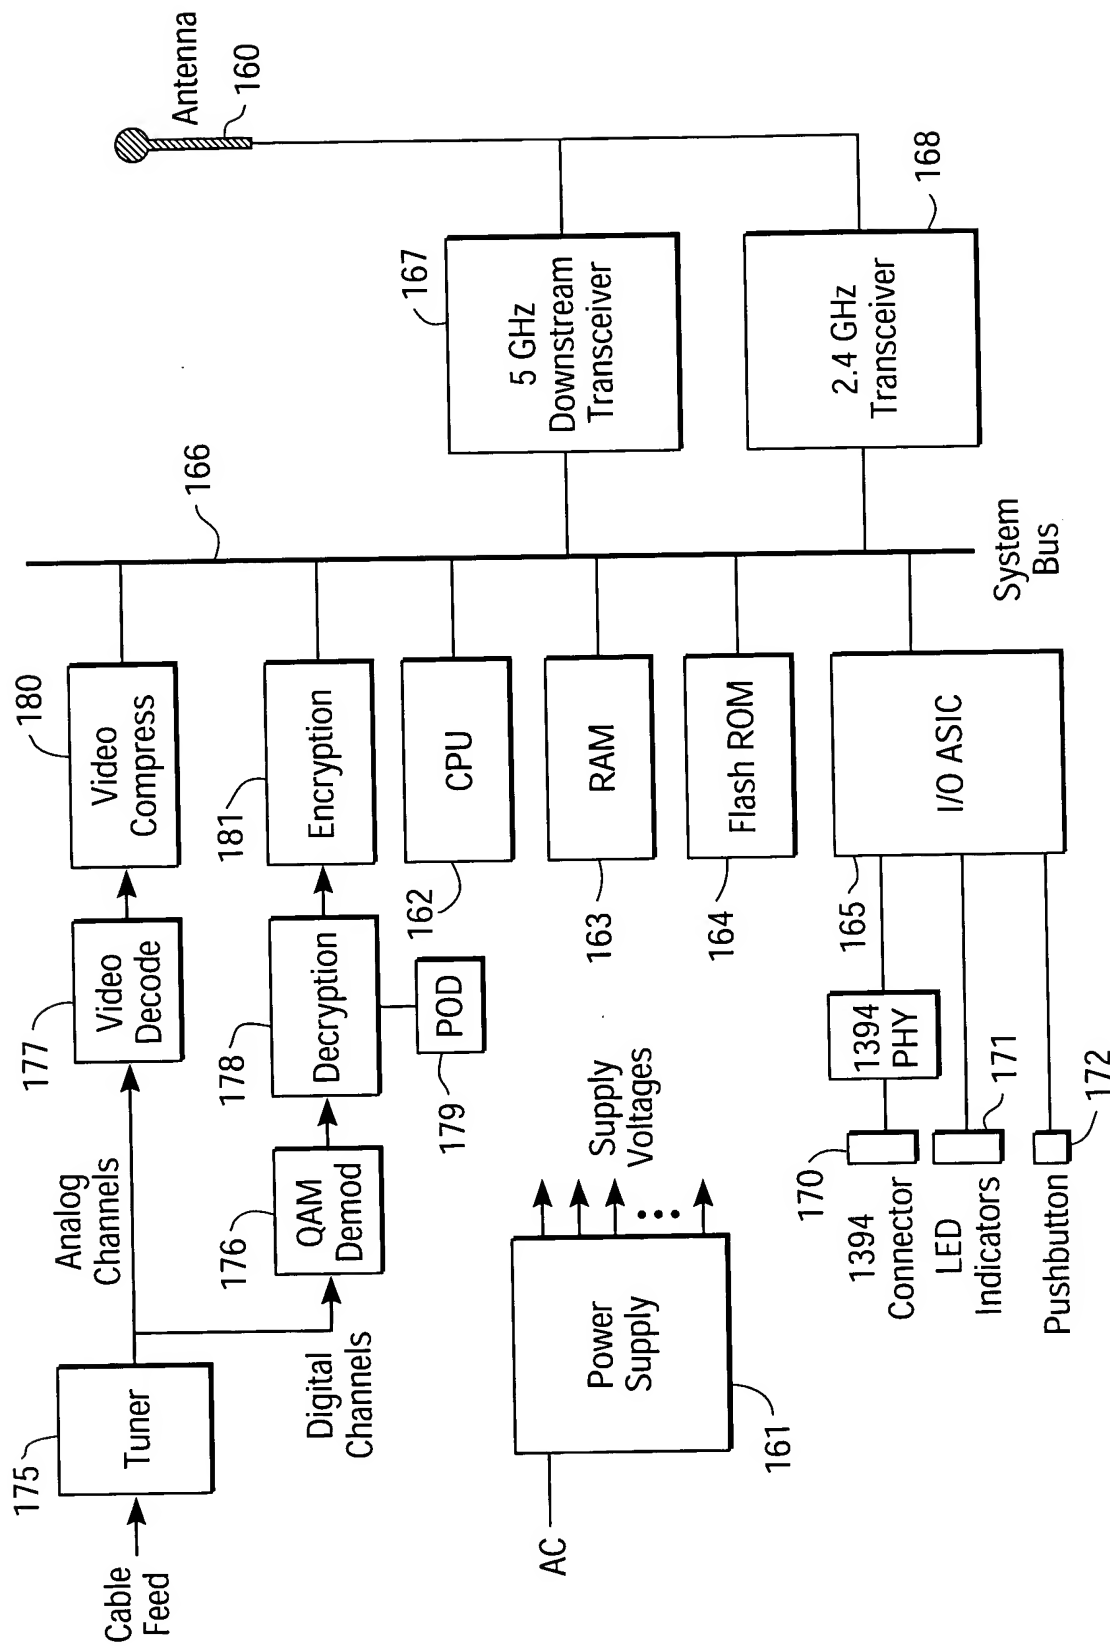 Cable
Feed
175
Tuner
Analog
Channels
Digital
Channels
177
Video
Decode
180
Video
Compress
176
QAM
Demod
178
Decryption
POD
179
181
Encryption
CPU
162
RAM
163
Flash ROM
164
I/O ASIC
165
166
System
Bus
167
5 GHz
Downstream
Transceiver
2.4 GHz
Transceiver
168
Antenna
160
AC
Power
Supply
161
Supply
Voltages
1394
PHY
170
1394
Connector
171
LED
Indicators
172
Pushbutton